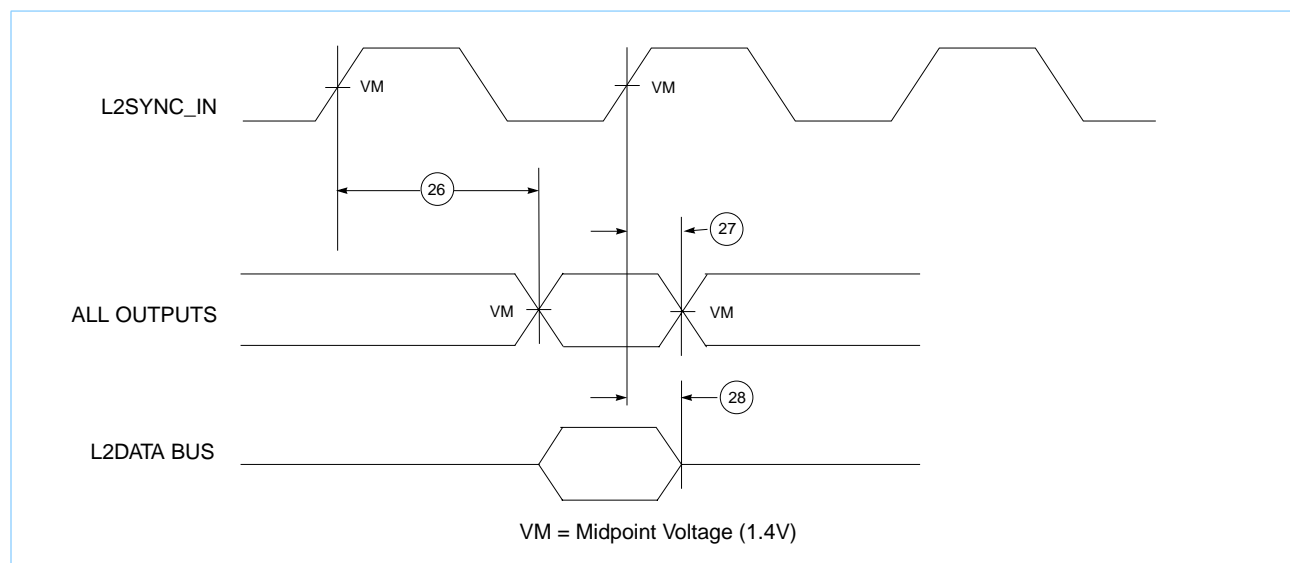 VM
VM
L2SYNC_IN
26
27
VM
VM
ALL OUTPUTS
28
L2DATA BUS
VM = Midpoint Voltage (1.4V)